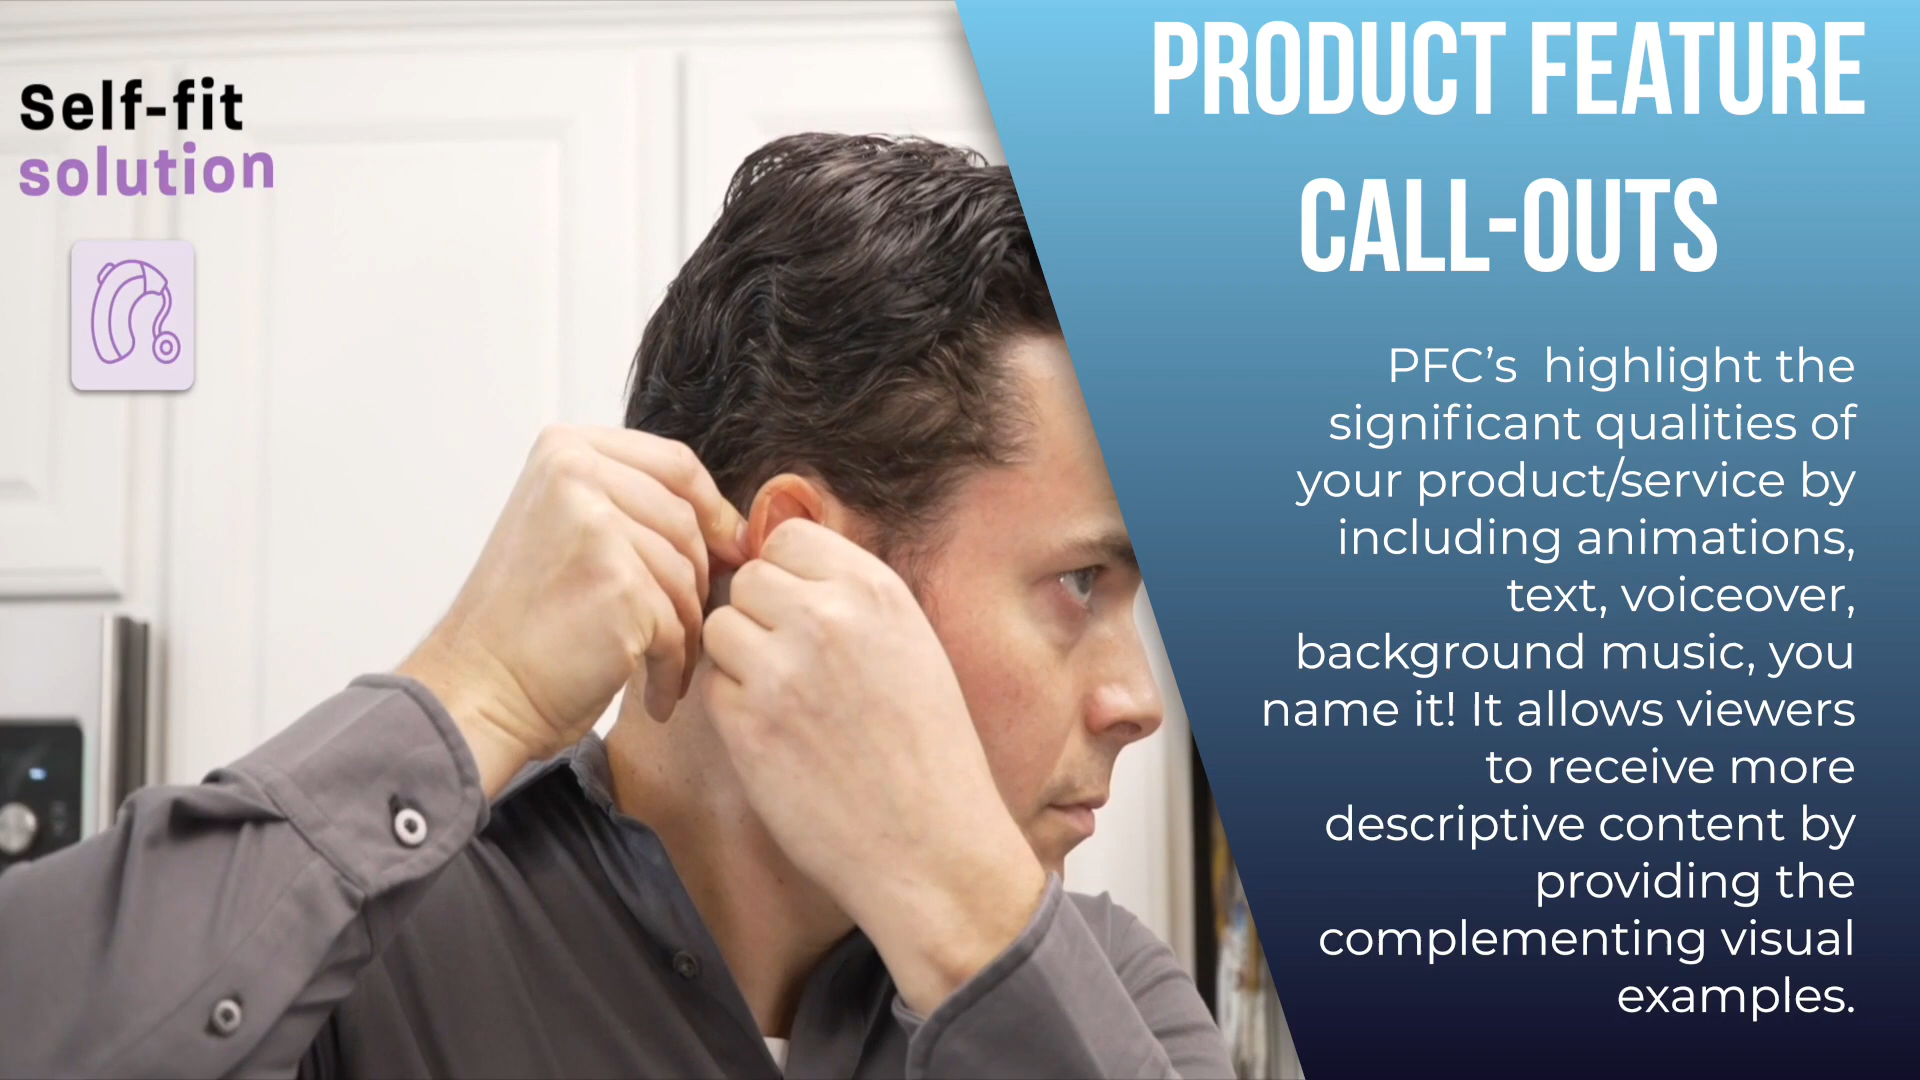 Self-fit
solution
PRODUCT FEATURE
CALL-OUTS
PFC’s  highlight the
significant qualities of
your product/service by
including animations,
text, voiceover,
background music, you
name it! It allows viewers
to receive more
descriptive content by
providing the
complementing visual
examples.